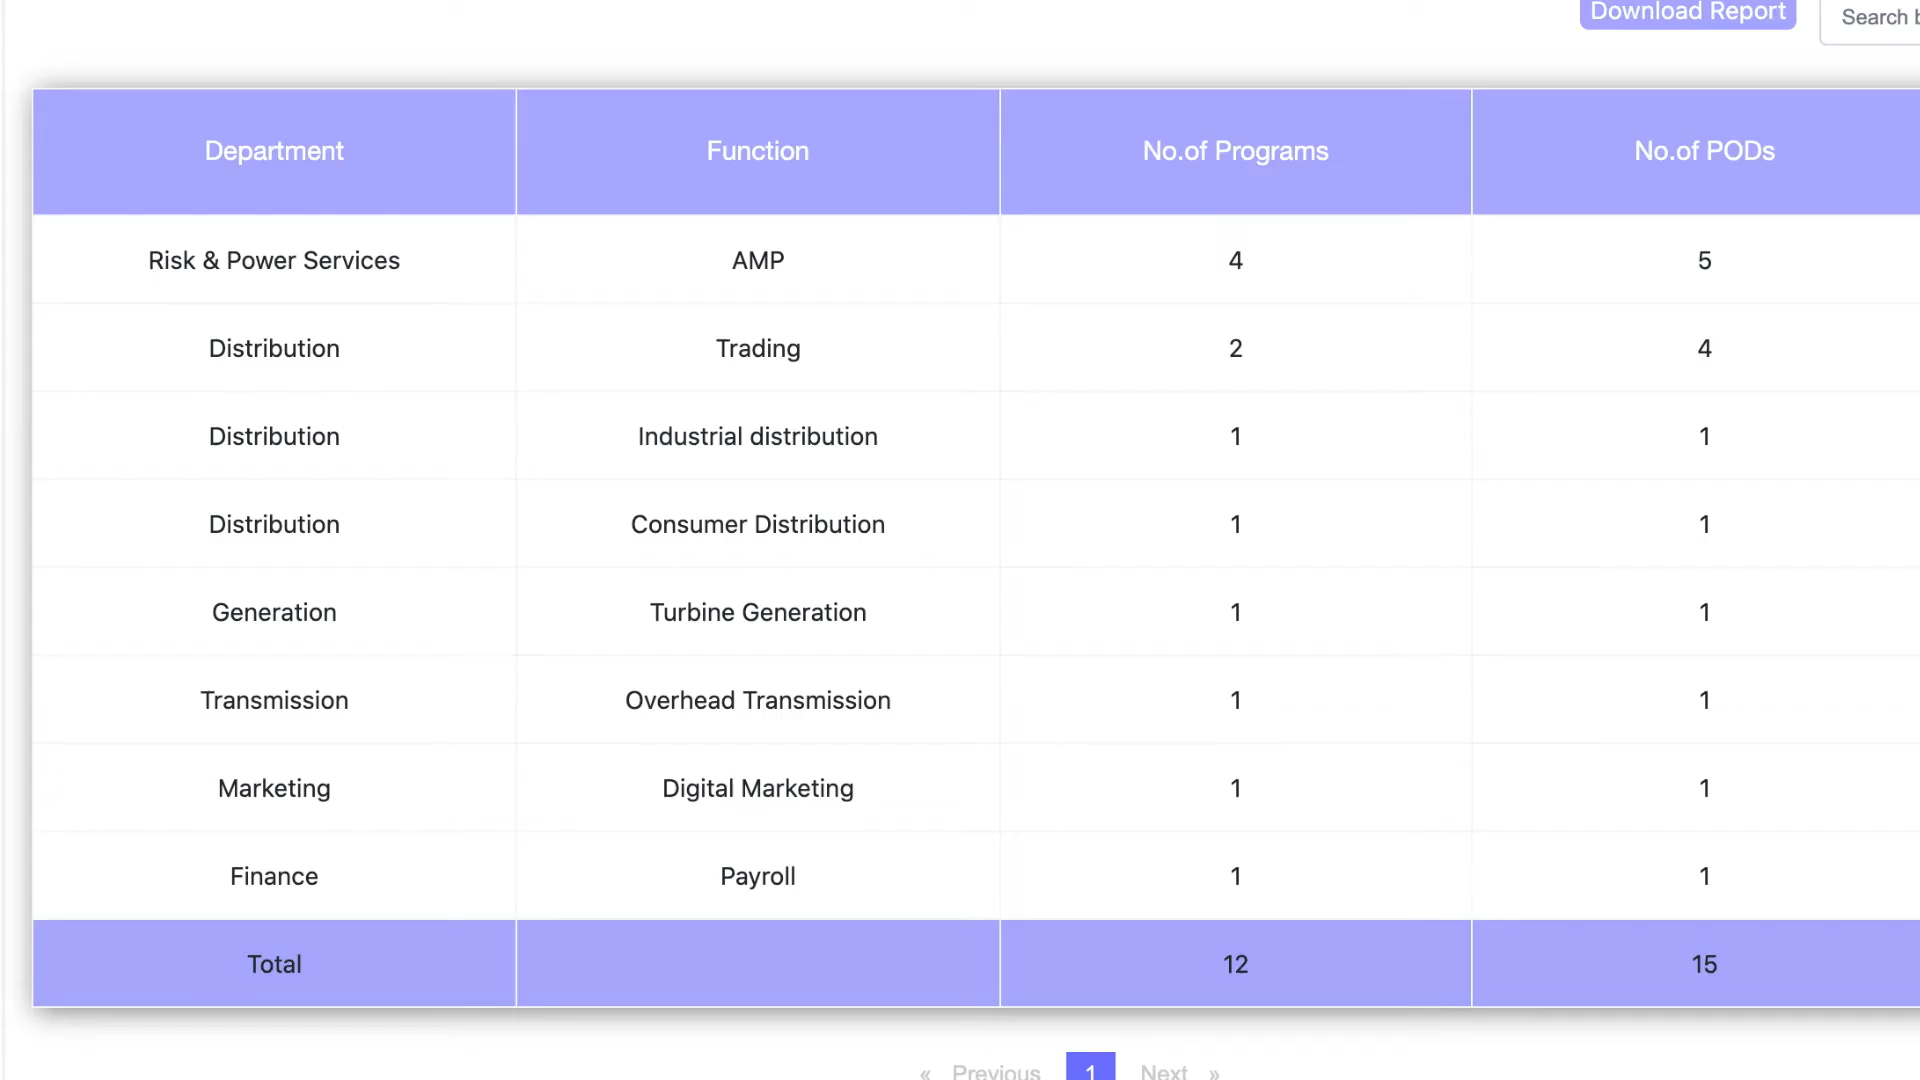 Download Report
Search
Department Function No.of Programs No.of PODs
Risk & Power Services AMP 4 5
Distribution Trading 2 4
Distribution Industrial distribution 1 1
Distribution Consumer Distribution 1 1
Generation Turbine Generation 1 1
Transmission Overhead Transmission 1 1
Marketing Digital Marketing 1 1
Finance Payroll 1 1
Total 12 15
« Previous 1 Next »